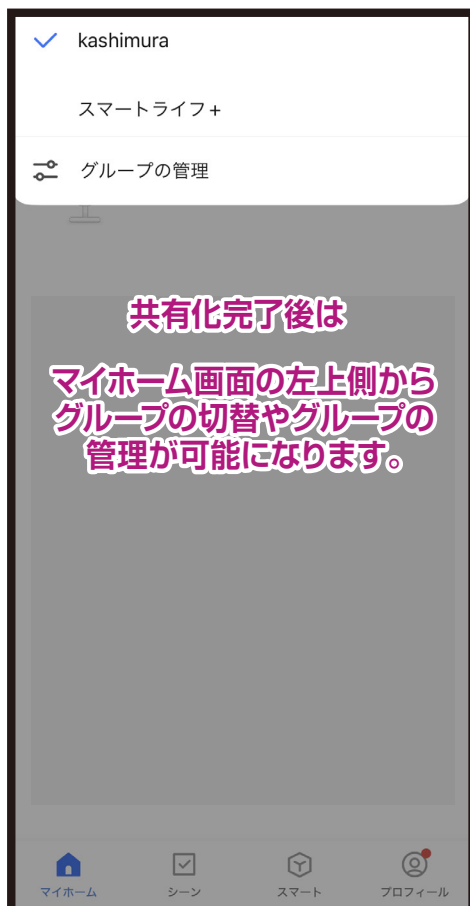 kashimura
スマートライフ+
グループの管理
共有化完了後は
マイホーム画面の左上側から
グループの切替やグループの
管理が可能になります。
マイホーム
シーン
スマート
プロフィール